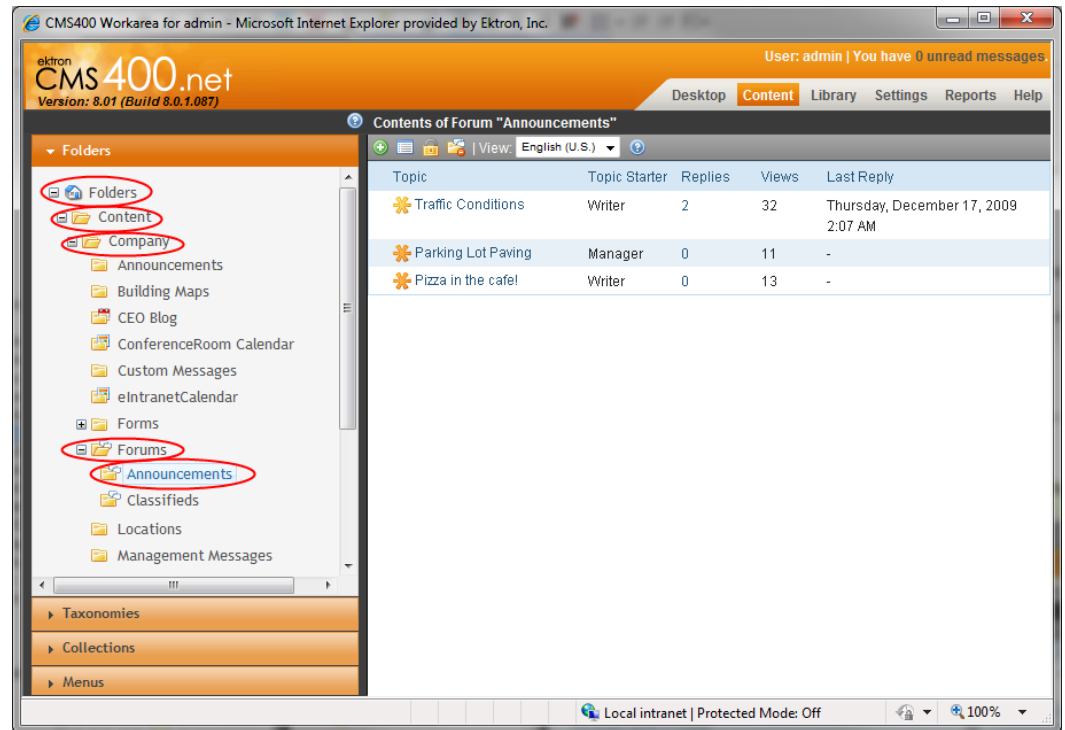 CMS400 Workarea for admin - Microsoft Internet Explorer provided by Ektron, Inc.
ektron
CMS400.net
Version: 8.01 (Build 8.0.1.087)
User: admin | You have 0 unread messages.
Desktop Content Library Settings Reports Help
Contents of Forum "Announcements"
Folders
| View: English (U.S.)
Folders
Content
Company
Announcements
Building Maps
CEO Blog
ConferenceRoom Calendar
Custom Messages
eIntranetCalendar
Forms
Forums
Announcements
Classifieds
Locations
Management Messages
Taxonomies
Collections
Menus
Topic Topic Starter Replies Views Last Reply
Traffic Conditions Writer 2 32 Thursday, December 17, 2009
2:07 AM
Parking Lot Paving Manager 0 11 -
Pizza in the cafe! Writer 0 13 -
Local intranet | Protected Mode: Off
100%